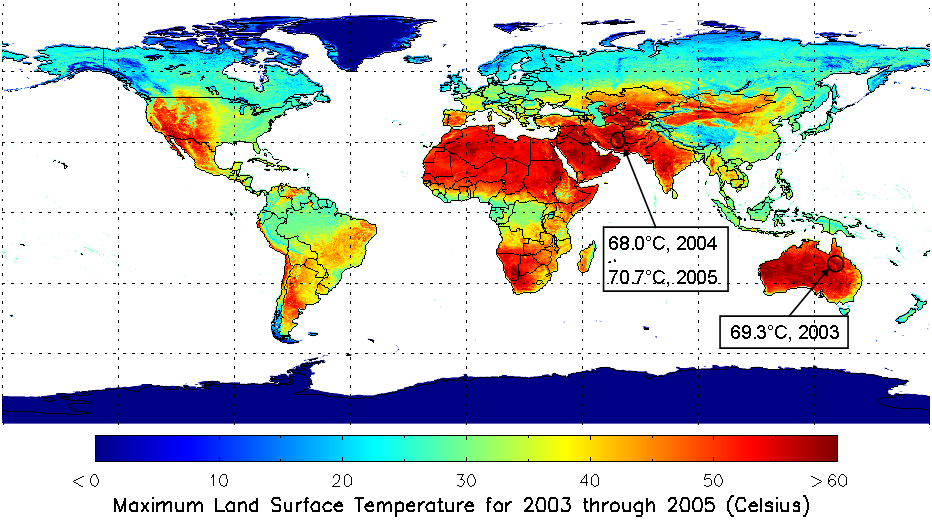 68.0°C, 2004
70.7°C, 2005
69.3°C, 2003
< 0 10 20 30 40 50 > 60
Maximum Land Surface Temperature for 2003 through 2005 (Celsius)